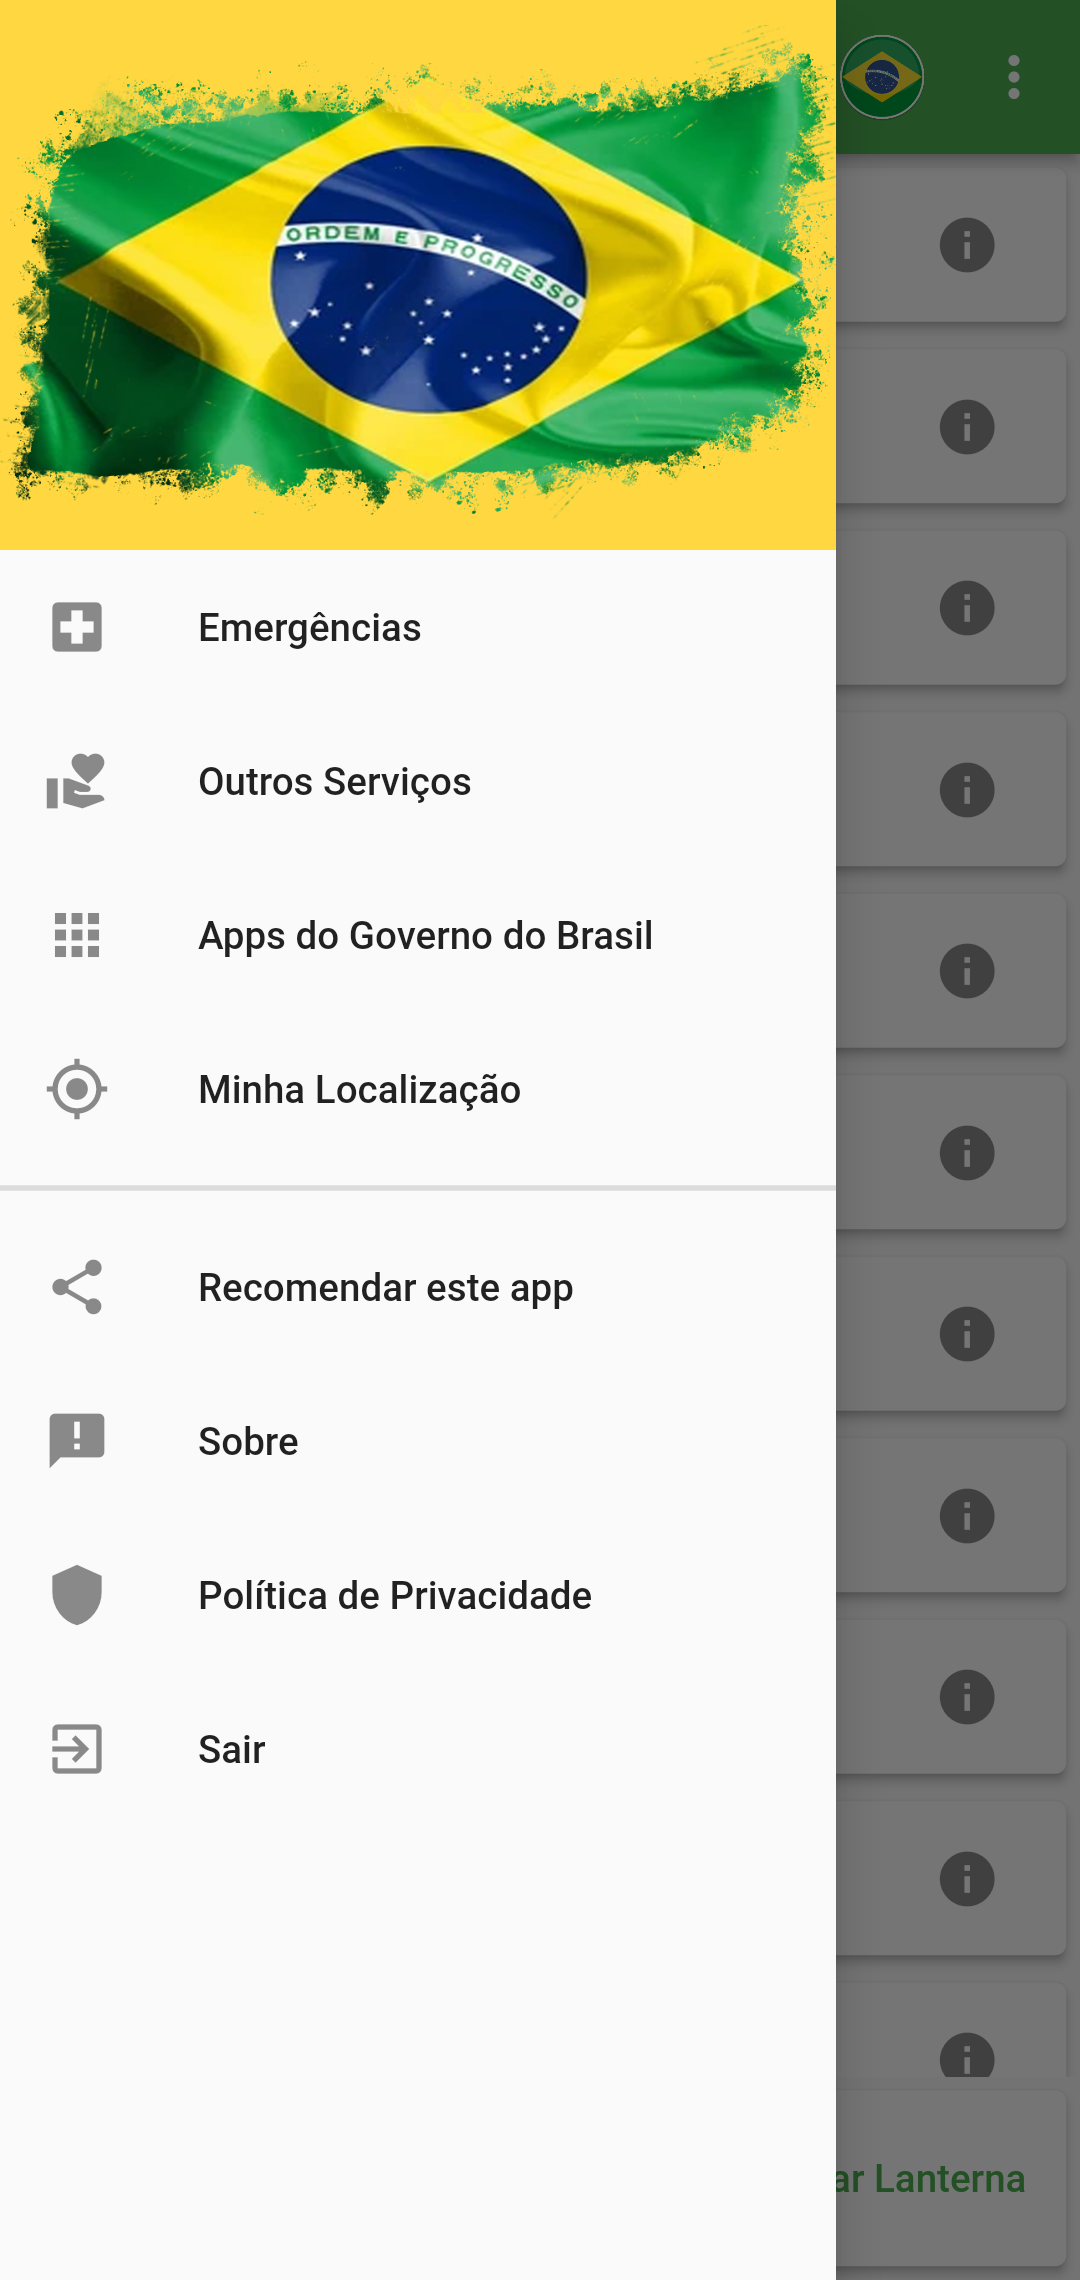 ORDEM E PROGRESSO
Emergências
Outros Serviços
Apps do Governo do Brasil
Minha Localização
Recomendar este app
Sobre
Política de Privacidade
Sair
Lanterna